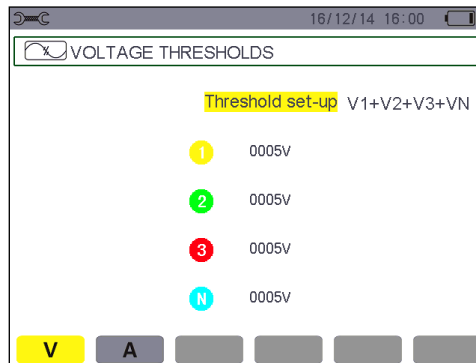 16/12/14 16:00
VOLTAGE THRESHOLDS
Threshold set-up V1+V2+V3+VN
1 0005V
2 0005V
3 0005V
N 0005V
V A